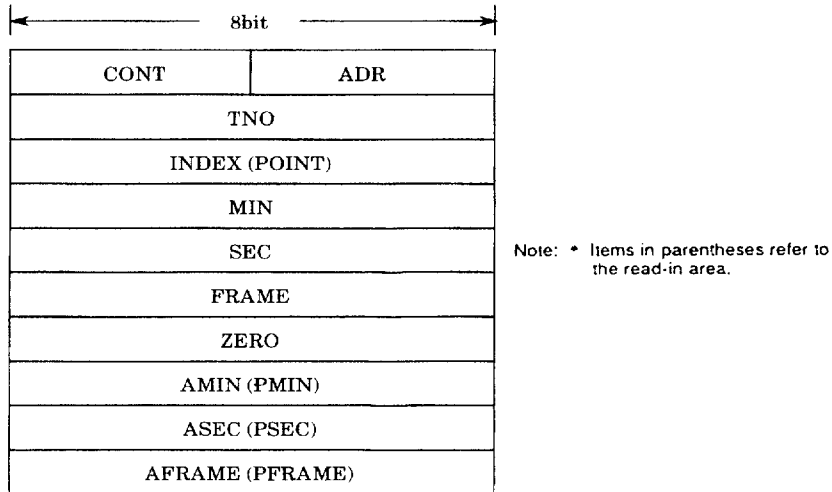 8bit
CONT ADR
TNO
INDEX (POINT)
MIN
SEC
FRAME
ZERO
AMIN (PMIN)
ASEC (PSEC)
AFRAME (PFRAME)
Note: * Items in parentheses refer to
the read-in area.